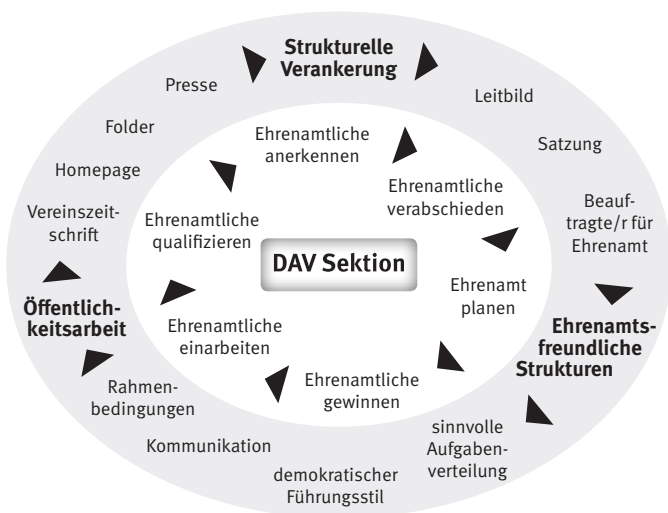 Strukturelle
Verankerung
Presse
Leitbild
Folder
Ehrenamtliche
anerkennen
Satzung
Homepage
Ehrenamtliche
verabschieden
Vereinszeit-
schrift
Ehrenamtliche
qualifizieren
Beauf-
tragte/r für
Ehrenamt
DAV Sektion
Ehrenamt
planen
Öffentlich-
keitsarbeit
Ehrenamtliche
einarbeiten
Ehrenamts-
freundliche
Strukturen
Ehrenamtliche
gewinnen
Rahmen-
bedingungen
sinnvolle
Aufgaben-
verteilung
Kommunikation
demokratischer
Führungsstil